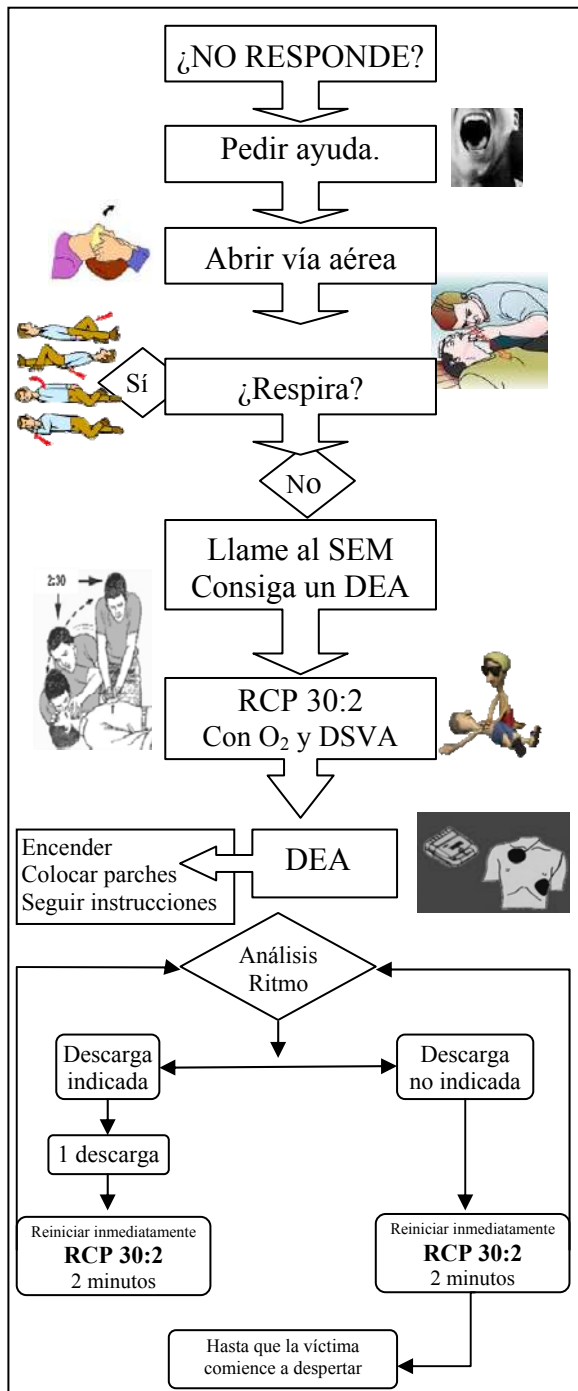 ¿NO RESPONDE?
Pedir ayuda.
Abrir vía aérea
Sí
¿Respira?
No
Llame al SEM
Consiga un DEA
2:30
RCP 30:2
Con O₂ y DSVA
Encender
Colocar parches
Seguir instrucciones
DEA
Análisis
Ritmo
Descarga
indicada
Descarga
no indicada
1 descarga
Reiniciar inmediatamente
RCP 30:2
2 minutos
Reiniciar inmediatamente
RCP 30:2
2 minutos
Hasta que la víctima
comience a despertar